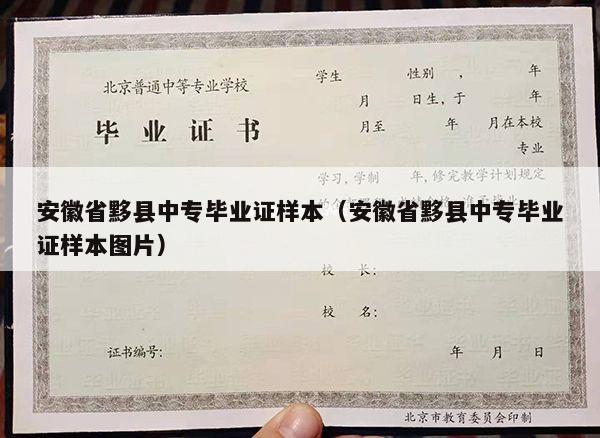 北京普通中等专业学校
毕业证书
学生 性别 , 年
月 日生,于 年
月至 年 月在本校
专业
学习,学制 年,修完教学计划规定
安徽省黟县中专毕业证样本(安徽省黟县中专毕业
证样本图片)
校 长:
校 名:
证书编号:
年 月 日
北京市教育委员会印制